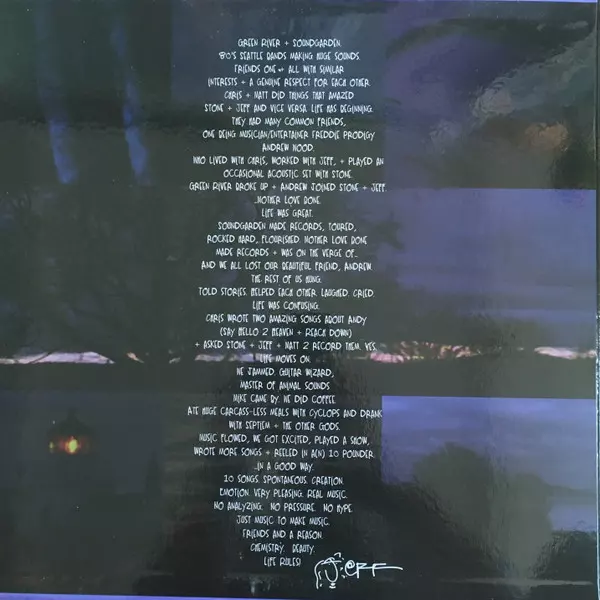 GREEN RIVER + SOUNDGARDEN.
80'S SEATTLE BANDS MAKING HUGE SOUNDS.
FRIENDS ONE + ALL WITH SIMILAR
INTERESTS + A GENUINE RESPECT FOR EACH OTHER.
CHRIS + MATT DID THINGS THAT AMAZED
STONE + JEFF AND VICE VERSA. LIFE HAS BEGINNING.
THEY HAD MANY COMMON FRIENDS,
ONE BEING MUSICIAN/ENTERTAINER FREDDIE PRODIGY
ANDREW WOOD.
WHO LIVED WITH CHRIS, WORKED WITH JEFF, + PLAYED AN
OCCASIONAL ACOUSTIC SET WITH STONE.
GREEN RIVER BROKE UP + ANDREW JOINED STONE + JEFF.
...MOTHER LOVE BONE.
LIFE WAS GREAT.
SOUNDGARDEN MADE RECORDS, TOURED,
ROCKED HARD, FLOURISHED. MOTHER LOVE BONE
MADE RECORDS + WAS ON THE VERGE OF...
AND WE ALL LOST OUR BEAUTIFUL FRIEND, ANDREW.
THE REST OF US HUNG.
TOLD STORIES. HELPED EACH OTHER. LAUGHED. CRIED.
LIFE WAS CONFUSING.
CHRIS WROTE TWO AMAZING SONGS ABOUT ANDY
(SAY HELLO 2 HEAVEN + REACH DOWN)
+ ASKED STONE + JEFF + MATT 2 RECORD THEM. YES.
LIFE MOVES ON.
WE JAMMED. GUITAR WIZARD,
MASTER OF ANIMAL SOUNDS
MIKE CAME BY. WE DID COFFEE.
ATE HUGE CARCASS-LESS MEALS WITH CYCLOPS AND DRANK
WITH SEPTIEM + THE OTHER GODS.
MUSIC FLOWED, WE GOT EXCITED, PLAYED A SHOW,
WROTE MORE SONGS + REELED IN A(N) 10 POUNDER.
...IN A GOOD WAY.
10 SONGS. SPONTANEOUS. CREATION.
EMOTION. VERY PLEASING. REAL MUSIC.
NO ANALYZING. NO PRESSURE. NO HYPE.
JUST MUSIC TO MAKE MUSIC.
FRIENDS AND A REASON.
CHEMISTRY. BEAUTY.
LIFE RULES!
JEFF